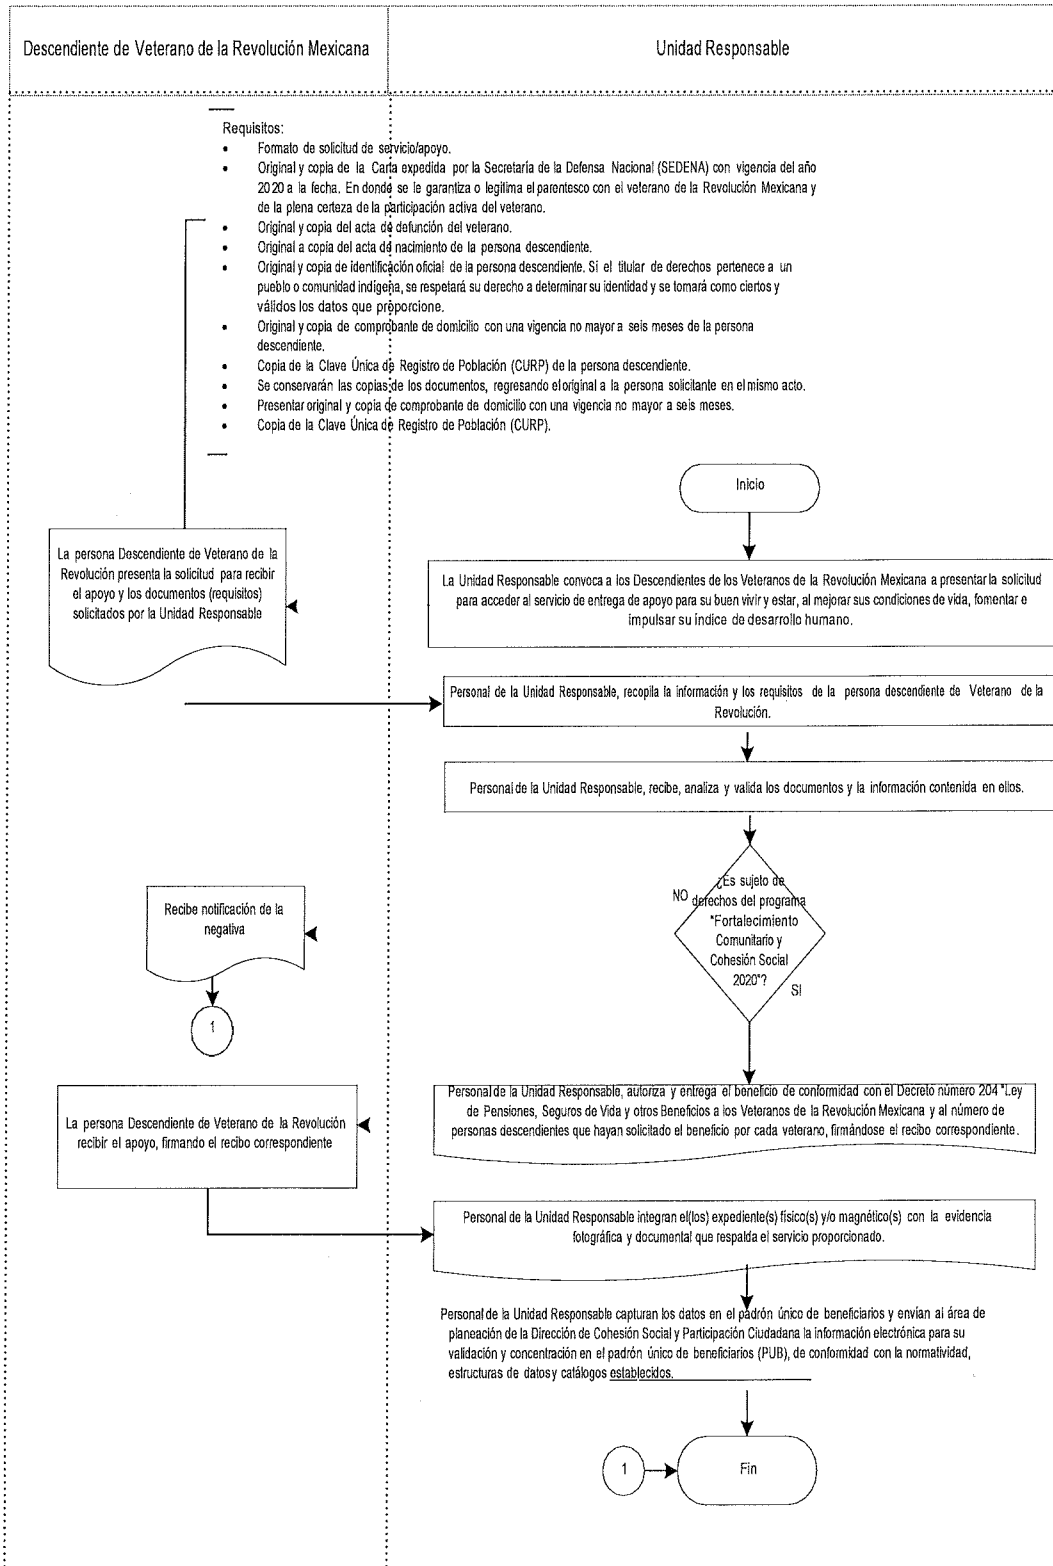 Descendiente de Veterano de la Revolución Mexicana
Unidad Responsable
Requisitos:
• Formato de solicitud de servicio/apoyo.
• Original y copia de la Carta expedida por la Secretaría de la Defensa Nacional (SEDENA) con vigencia del año
2020 a la fecha. En donde se le garantiza o legitima el parentesco con el veterano de la Revolución Mexicana y
de la plena certeza de la participación activa del veterano.
• Original y copia del acta de defunción del veterano.
• Original a copia del acta de nacimiento de la persona descendiente.
• Original y copia de identificación oficial de la persona descendiente. Si el titular de derechos pertenece a un
pueblo o comunidad indígena, se respetará su derecho a determinar su identidad y se tomará como ciertos y
válidos los datos que proporcione.
• Original y copia de comprobante de domicilio con una vigencia no mayor a seis meses de la persona
descendiente.
• Copia de la Clave Única de Registro de Población (CURP) de la persona descendiente.
• Se conservarán las copias de los documentos, regresando el original a la persona solicitante en el mismo acto.
• Presentar original y copia de comprobante de domicilio con una vigencia no mayor a seis meses.
• Copia de la Clave Única de Registro de Población (CURP).
Inicio
La persona Descendiente de Veterano de la
Revolución presenta la solicitud para recibir
el apoyo y los documentos (requisitos)
solicitados por la Unidad Responsable
La Unidad Responsable convoca a los Descendientes de los Veteranos de la Revolución Mexicana a presentar la solicitud
para acceder al servicio de entrega de apoyo para su buen vivir y estar, al mejorar sus condiciones de vida, fomentar e
impulsar su índice de desarrollo humano.
Personal de la Unidad Responsable, recopila la información y los requisitos de la persona descendiente de Veterano de la
Revolución.
Personal de la Unidad Responsable, recibe, analiza y valida los documentos y la información contenida en ellos.
¿Es sujeto de
derechos del programa
"Fortalecimiento
Comunitario y
Cohesión Social
2020"?
NO
SI
Recibe notificación de la
negativa
1
Personal de la Unidad Responsable, autoriza y entrega el beneficio de conformidad con el Decreto número 204 "Ley
de Pensiones, Seguros de Vida y otros Beneficios a los Veteranos de la Revolución Mexicana y al número de
personas descendientes que hayan solicitado el beneficio por cada veterano, firmándose el recibo correspondiente.
La persona Descendiente de Veterano de la Revolución
recibir el apoyo, firmando el recibo correspondiente
Personal de la Unidad Responsable integran el(los) expediente(s) físico(s) y/o magnético(s) con la evidencia
fotográfica y documental que respalda el servicio proporcionado.
Personal de la Unidad Responsable capturan los datos en el padrón único de beneficiarios y envían al área de
planeación de la Dirección de Cohesión Social y Participación Ciudadana la información electrónica para su
validación y concentración en el padrón único de beneficiarios (PUB), de conformidad con la normatividad,
estructuras de datos y catálogos establecidos.
1
Fin